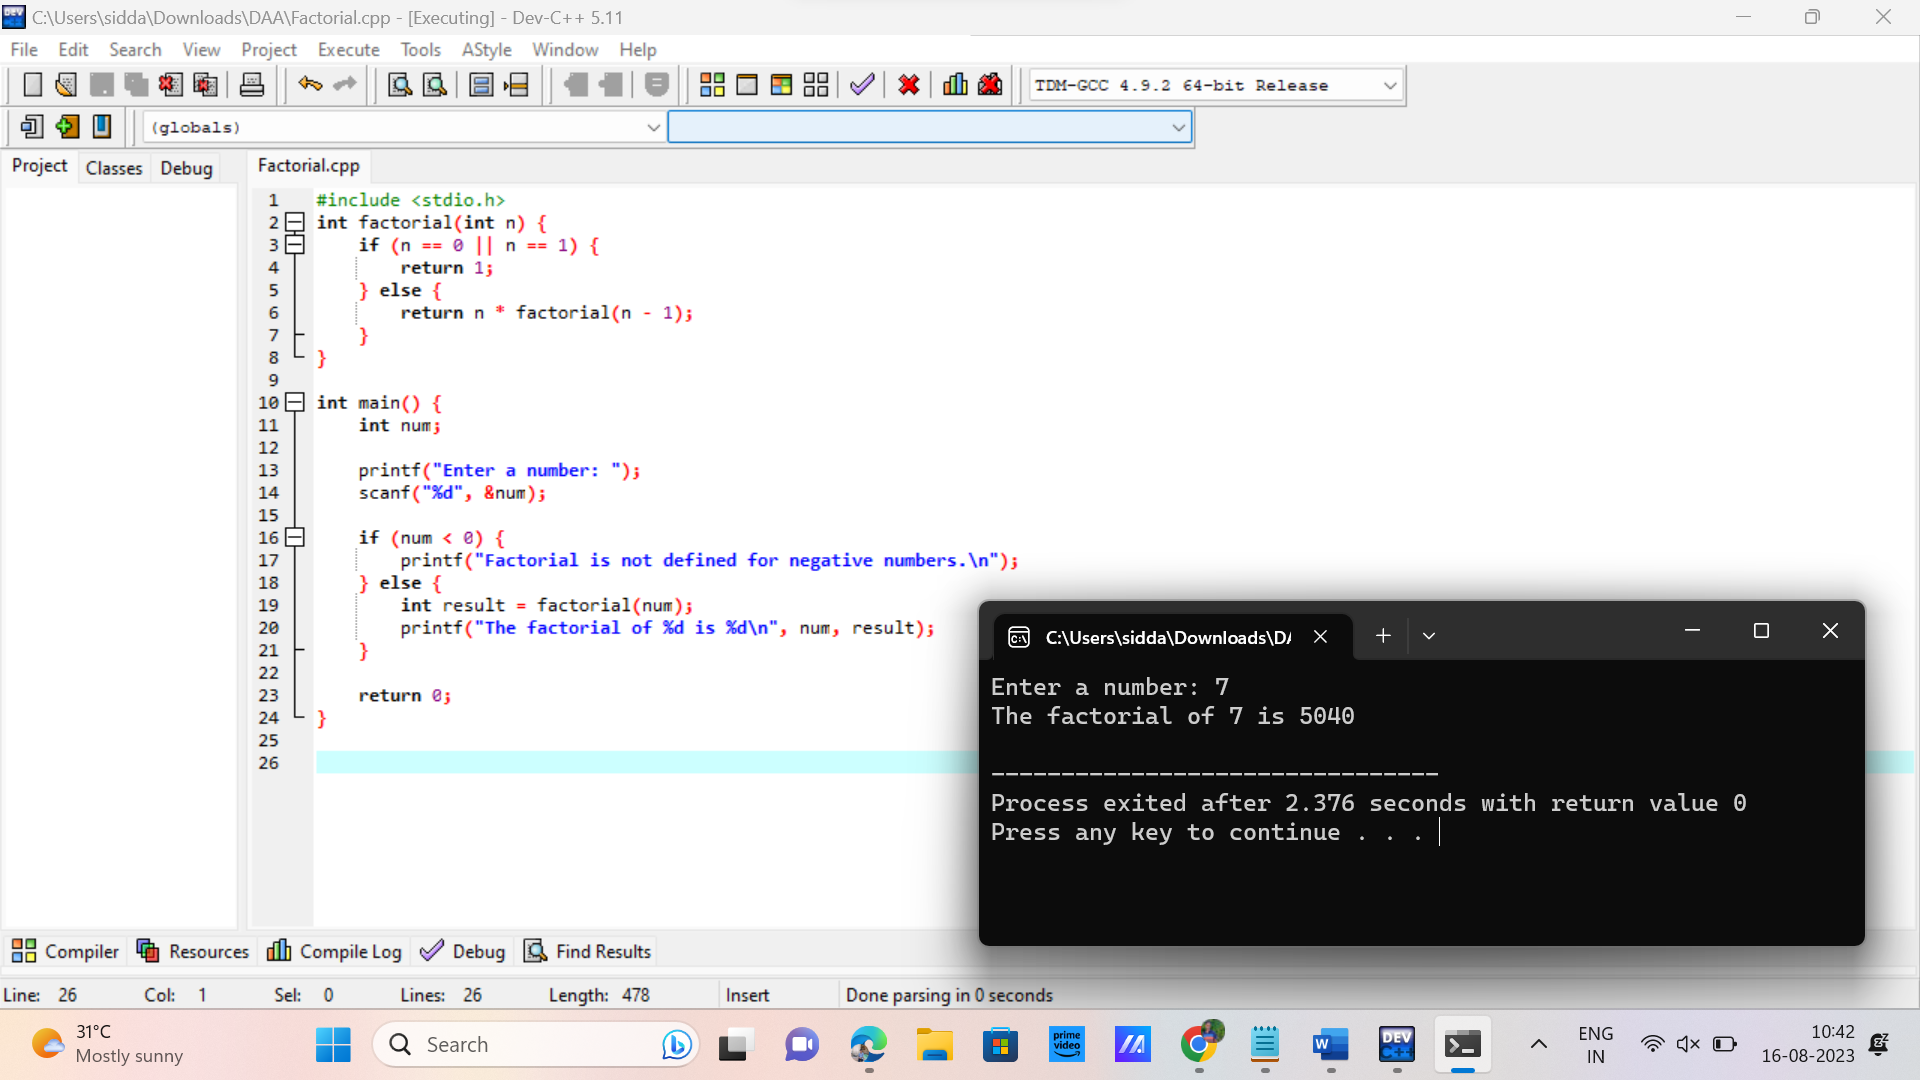 C:\Users\sidda\Downloads\DAA\Factorial.cpp - [Executing] - Dev-C++ 5.11
File Edit Search View Project Execute Tools AStyle Window Help
TDM-GCC 4.9.2 64-bit Release
(globals)
Project Classes Debug Factorial.cpp
1 #include <stdio.h>
2 int factorial(int n) {
3 if (n == 0 || n == 1) {
4 return 1;
5 } else {
6 return n * factorial(n - 1);
7 }
8 }
9
10 int main() {
11 int num;
12
13 printf("Enter a number: ");
14 scanf("%d", &num);
15
16 if (num < 0) {
17 printf("Factorial is not defined for negative numbers.\n");
18 } else {
19 int result = factorial(num);
20 printf("The factorial of %d is %d\n", num, result);
21 }
22
23 return 0;
24 }
25
26
C:\Users\sidda\Downloads\DA
Enter a number: 7
The factorial of 7 is 5040
--------------------------------
Process exited after 2.376 seconds with return value 0
Press any key to continue . . .
Compiler Resources Compile Log Debug Find Results
Line: 26 Col: 1 Sel: 0 Lines: 26 Length: 478 Insert Done parsing in 0 seconds
31°C
Mostly sunny
Search
prime video
W
DEV C++
ENG
IN
10:42
16-08-2023